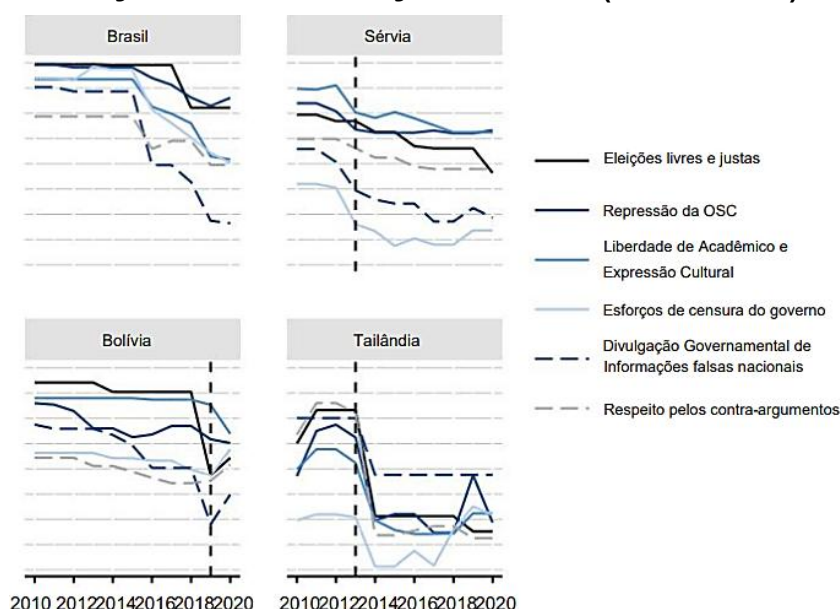 Brasil
Sérvia
Eleições livres e justas
Repressão da OSC
Liberdade de Acadêmico e
Expressão Cultural
Esforços de censura do governo
Divulgação Governamental de
Informações falsas nacionais
Respeito pelos contra-argumentos
Bolívia
Tailândia
2010 2012 2014 2016 2018 2020
2010 2012 2014 2016 2018 2020